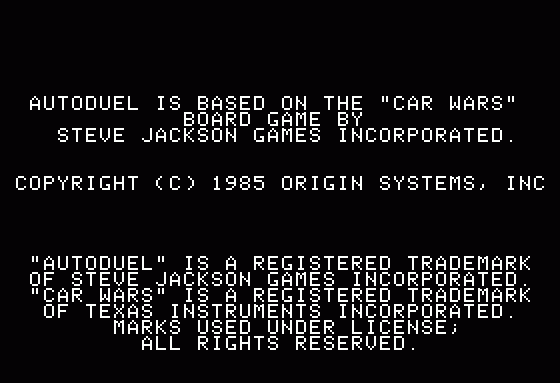 AUTODUEL IS BASED ON THE "CAR WARS"
BOARD GAME BY
STEVE JACKSON GAMES INCORPORATED.
COPYRIGHT (C) 1985 ORIGIN SYSTEMS, INC
"AUTODUEL" IS A REGISTERED TRADEMARK
OF STEVE JACKSON GAMES INCORPORATED.
"CAR WARS" IS A REGISTERED TRADEMARK
OF TEXAS INSTRUMENTS INCORPORATED.
MARKS USED UNDER LICENSE;
ALL RIGHTS RESERVED.